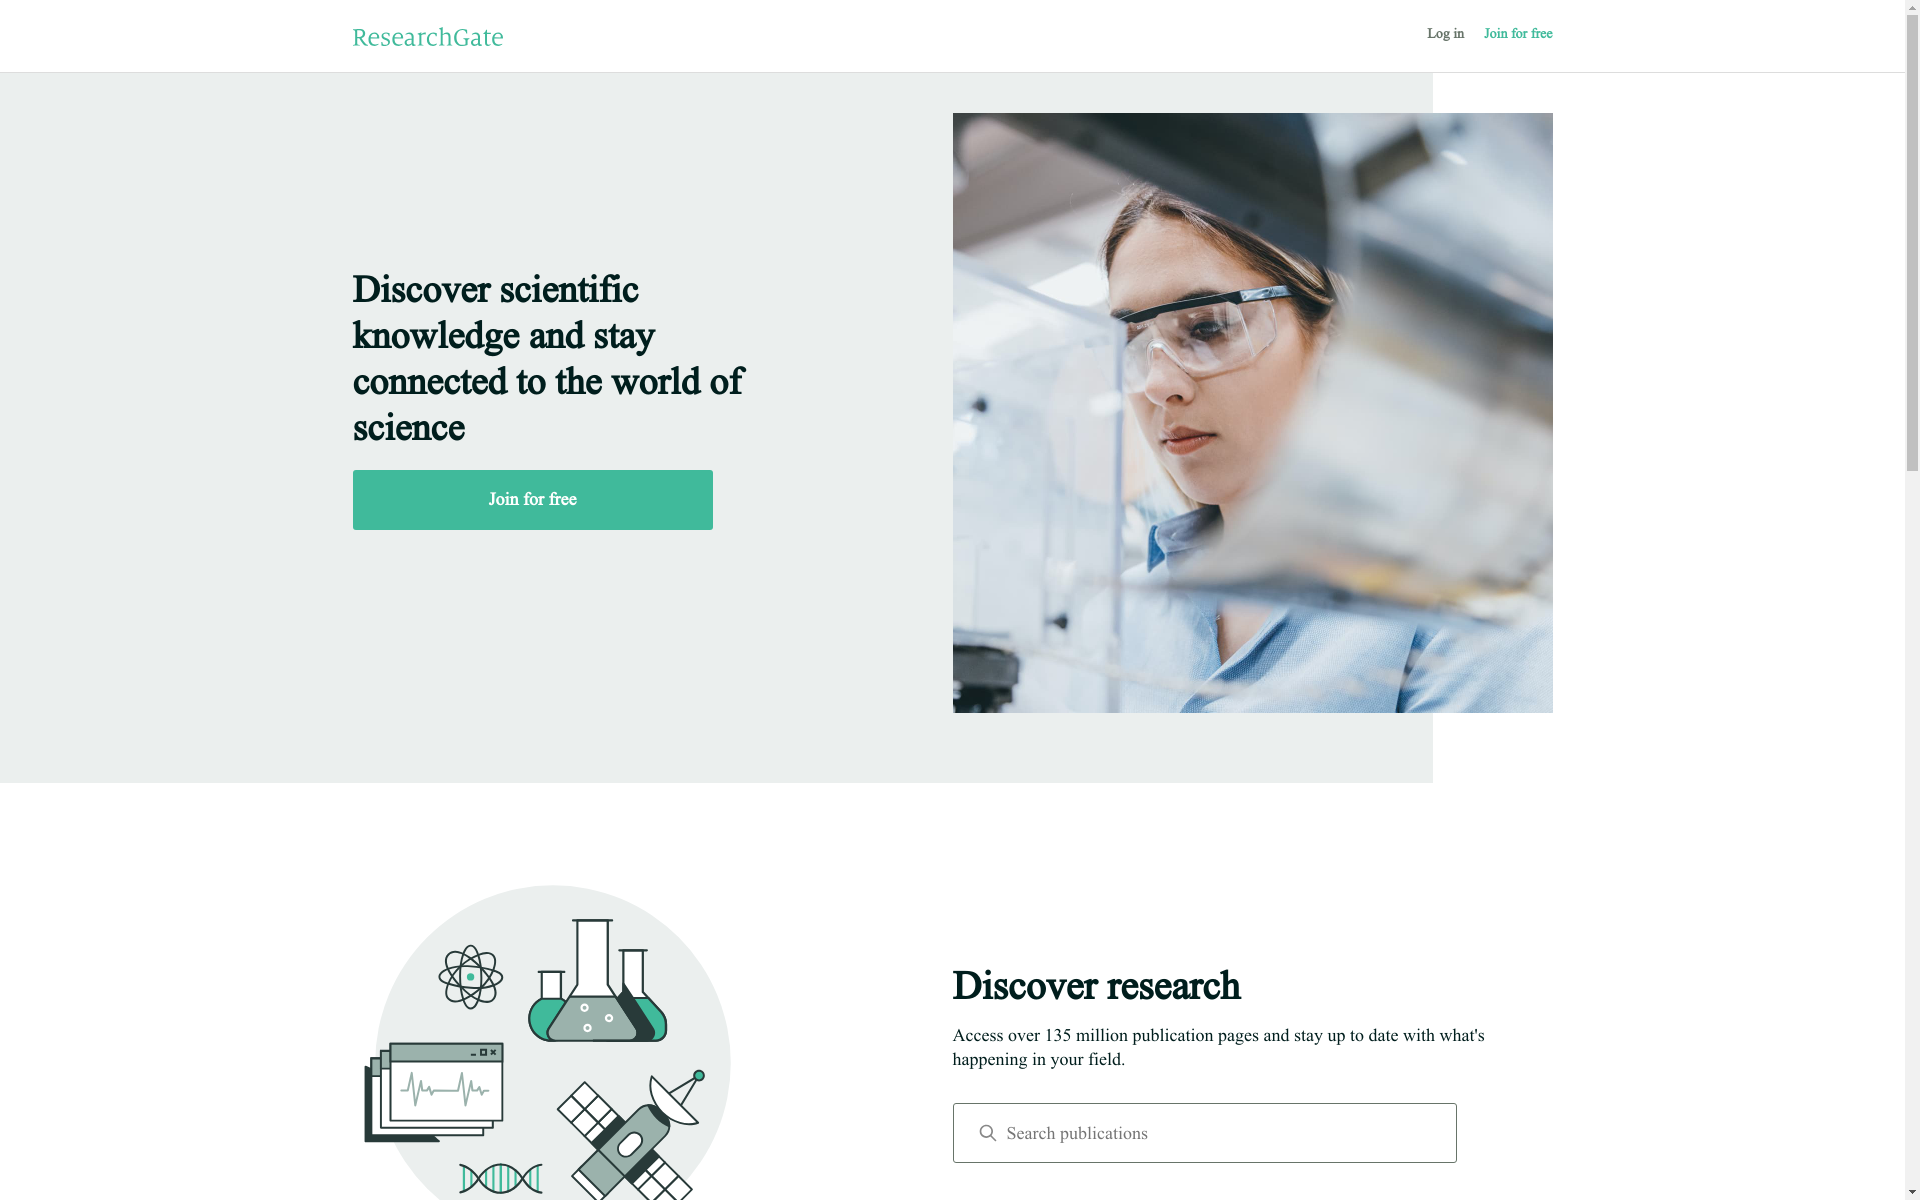 ResearchGate
Log in
Join for free
Discover scientific
knowledge and stay
connected to the world of
science
Join for free
Discover research
Access over 135 million publication pages and stay up to date with what's
happening in your field.
Search publications